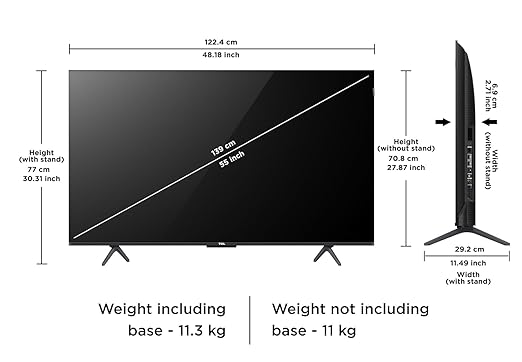 122.4 cm
48.18 inch
Height
(with stand)
77 cm
30.31 inch
139 cm
55 inch
TCL
Height
(without stand)
70.8 cm
27.87 inch
6.9 cm
2.71 inch
Width
(without stand)
29.2 cm
11.49 inch
Width
(with stand)
Weight including
base - 11.3 kg
Weight not including
base - 11 kg